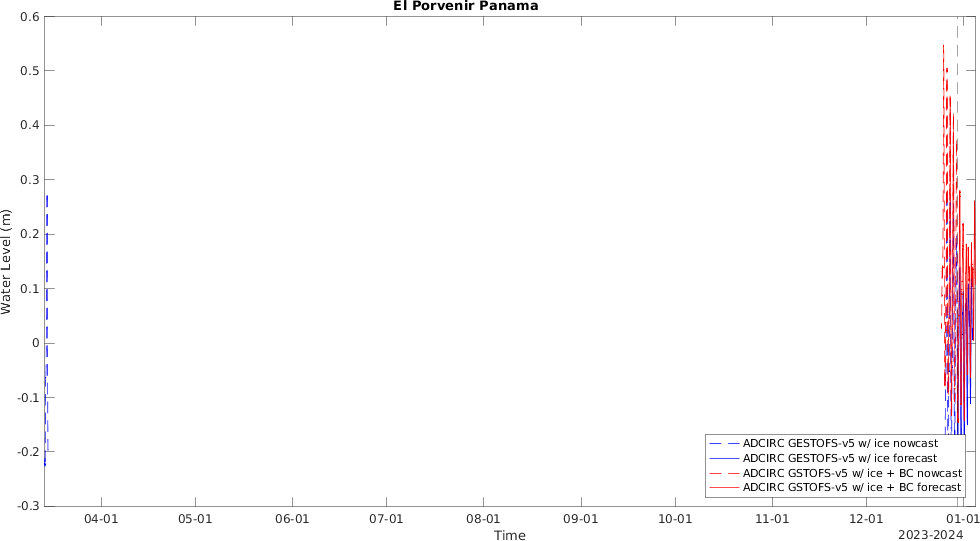 El Porvenir Panama
0.6
0.5
0.4
0.3
0.2
0.1
0
-0.1
-0.2
-0.3
Water Level (m)
ADCIRC GESTOFS-v5 w/ ice nowcast
ADCIRC GESTOFS-v5 w/ ice forecast
ADCIRC GSTOFS-v5 w/ ice + BC nowcast
ADCIRC GSTOFS-v5 w/ ice + BC forecast
04-01 05-01 06-01 07-01 08-01 09-01 10-01 11-01 12-01 01-01
Time
2023-2024